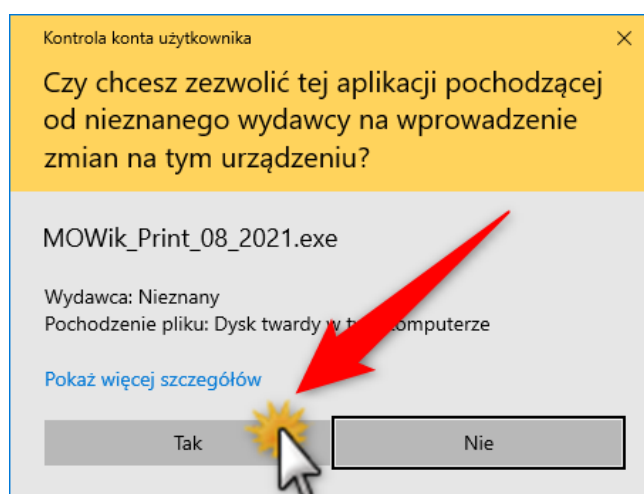 Kontrola konta użytkownika
Czy chcesz zezwolić tej aplikacji pochodzącej
od nieznanego wydawcy na wprowadzenie
zmian na tym urządzeniu?
MOWik_Print_08_2021.exe
Wydawca: Nieznany
Pochodzenie pliku: Dysk twardy w komputerze
Pokaż więcej szczegółów
Tak
Nie